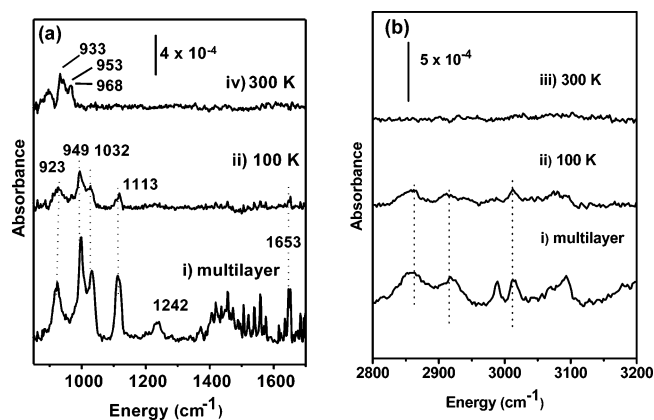 (a)
933
953
968
4 x 10-4
iv) 300 K
949 1032
923
1113
ii) 100 K
1653
i) multilayer
1242
Absorbance
1000 1200 1400 1600
Energy (cm-1)
(b)
5 x 10-4
iii) 300 K
ii) 100 K
i) multilayer
Absorbance
2800 2900 3000 3100 3200
Energy (cm-1)